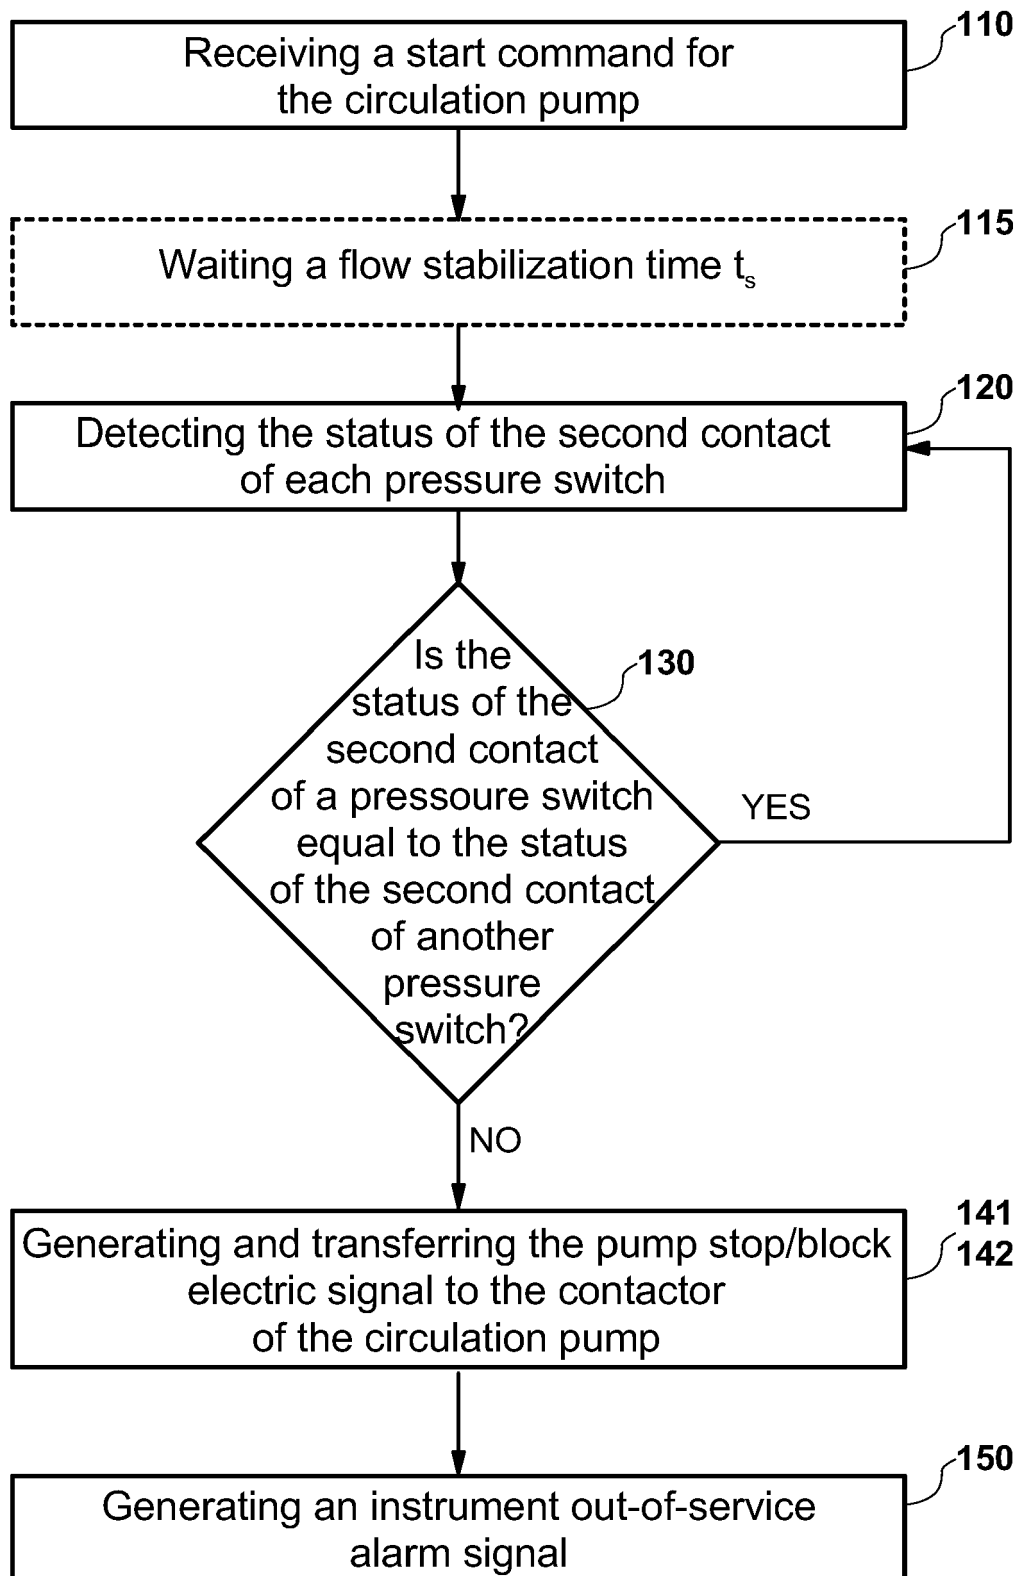 110
Receiving a start command for
the circulation pump
115
Waiting a flow stabilization time ts
120
Detecting the status of the second contact
of each pressure switch
130
Is the
status of the
second contact
of a pressoure switch
equal to the status
of the second contact
of another
pressure
switch?
YES
NO
141
142
Generating and transferring the pump stop/block
electric signal to the contactor
of the circulation pump
150
Generating an instrument out-of-service
alarm signal